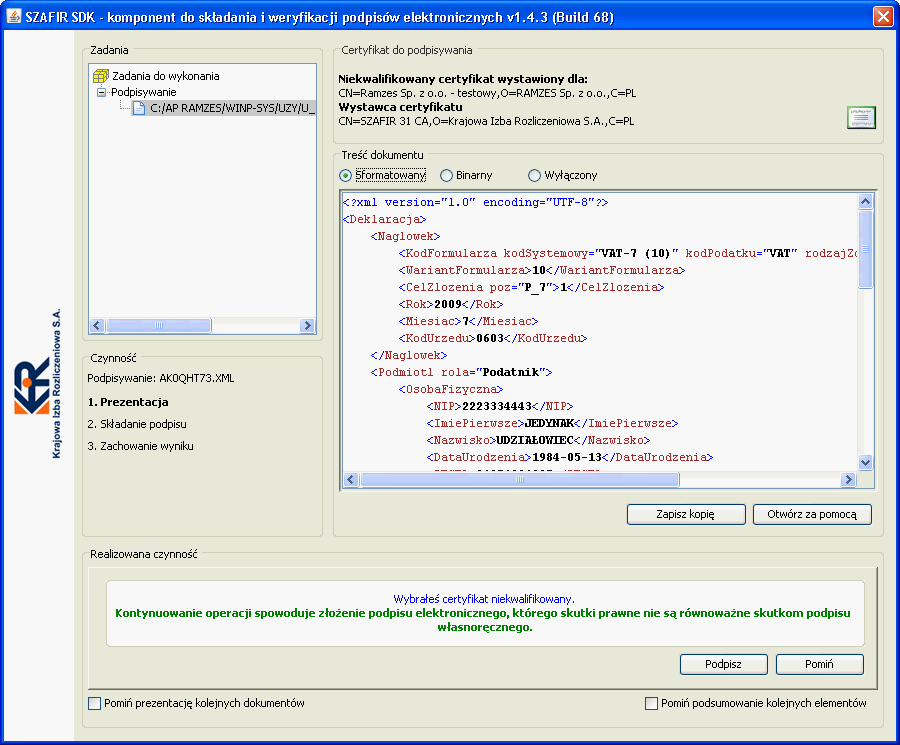 SZAFIR SDK - komponent do składania i weryfikacji podpisów elektronicznych v1.4.3 (Build 68)
Krajowa Izba Rozliczeniowa S.A.
Zadania
Zadania do wykonania
Podpisywanie
C:/AP RAMZES/WINP-SYS/UZY/U_
Czynność
Podpisywanie: AK0QHT73.XML
1. Prezentacja
2. Składanie podpisu
3. Zachowanie wyniku
Certyfikat do podpisywania
Niekwalifikowany certyfikat wystawiony dla:
CN=Ramzes Sp. z o.o. - testowy,O=RAMZES Sp. z o.o.,C=PL
Wystawca certyfikatu
CN=SZAFIR 31 CA,O=Krajowa Izba Rozliczeniowa S.A.,C=PL
Treść dokumentu
Sformatowany Binarny Wyłączony
<?xml version="1.0" encoding="UTF-8"?>
<Deklaracja>
<Naglowek>
<KodFormularza kodSystemowy="VAT-7 (10)" kodPodatku="VAT" rodzajZo
<WariantFormularza>10</WariantFormularza>
<CelZlozenia poz="P_7">1</CelZlozenia>
<Rok>2009</Rok>
<Miesiac>7</Miesiac>
<KodUrzedu>0603</KodUrzedu>
</Naglowek>
<Podmiot1 rola="Podatnik">
<OsobaFizyczna>
<NIP>2223334443</NIP>
<ImiePierwsze>JEDYNAK</ImiePierwsze>
<Nazwisko>UDZIAŁOWIEC</Nazwisko>
<DataUrodzenia>1984-05-13</DataUrodzenia>
Zapisz kopię Otwórz za pomocą
Realizowana czynność
Wybrałeś certyfikat niekwalifikowany.
Kontynuowanie operacji spowoduje złożenie podpisu elektronicznego, którego skutki prawne nie są równoważne skutkom podpisu
własnoręcznego.
Podpisz Pomiń
Pomiń prezentację kolejnych dokumentów Pomiń podsumowanie kolejnych elementów